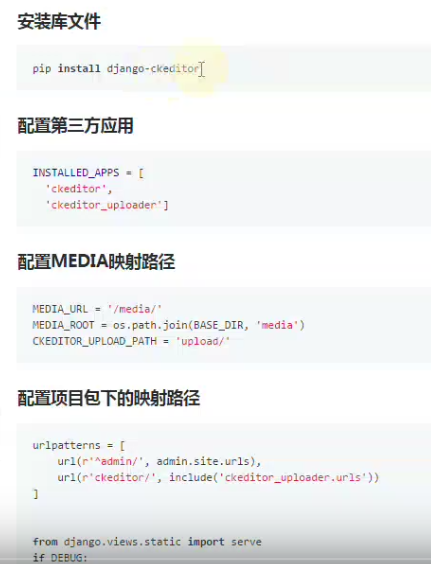 安装库文件
pip install django-ckeditor
配置第三方应用
INSTALLED_APPS = [
'ckeditor',
'ckeditor_uploader']
配置MEDIA映射路径
MEDIA_URL = '/media/'
MEDIA_ROOT = os.path.join(BASE_DIR, 'media')
CKEDITOR_UPLOAD_PATH = 'upload/'
配置项目包下的映射路径
urlpatterns = [
url(r'^admin/', admin.site.urls),
url(r'ckeditor/', include('ckeditor_uploader.urls'))
]
from django.views.static import serve
if DEBUG: